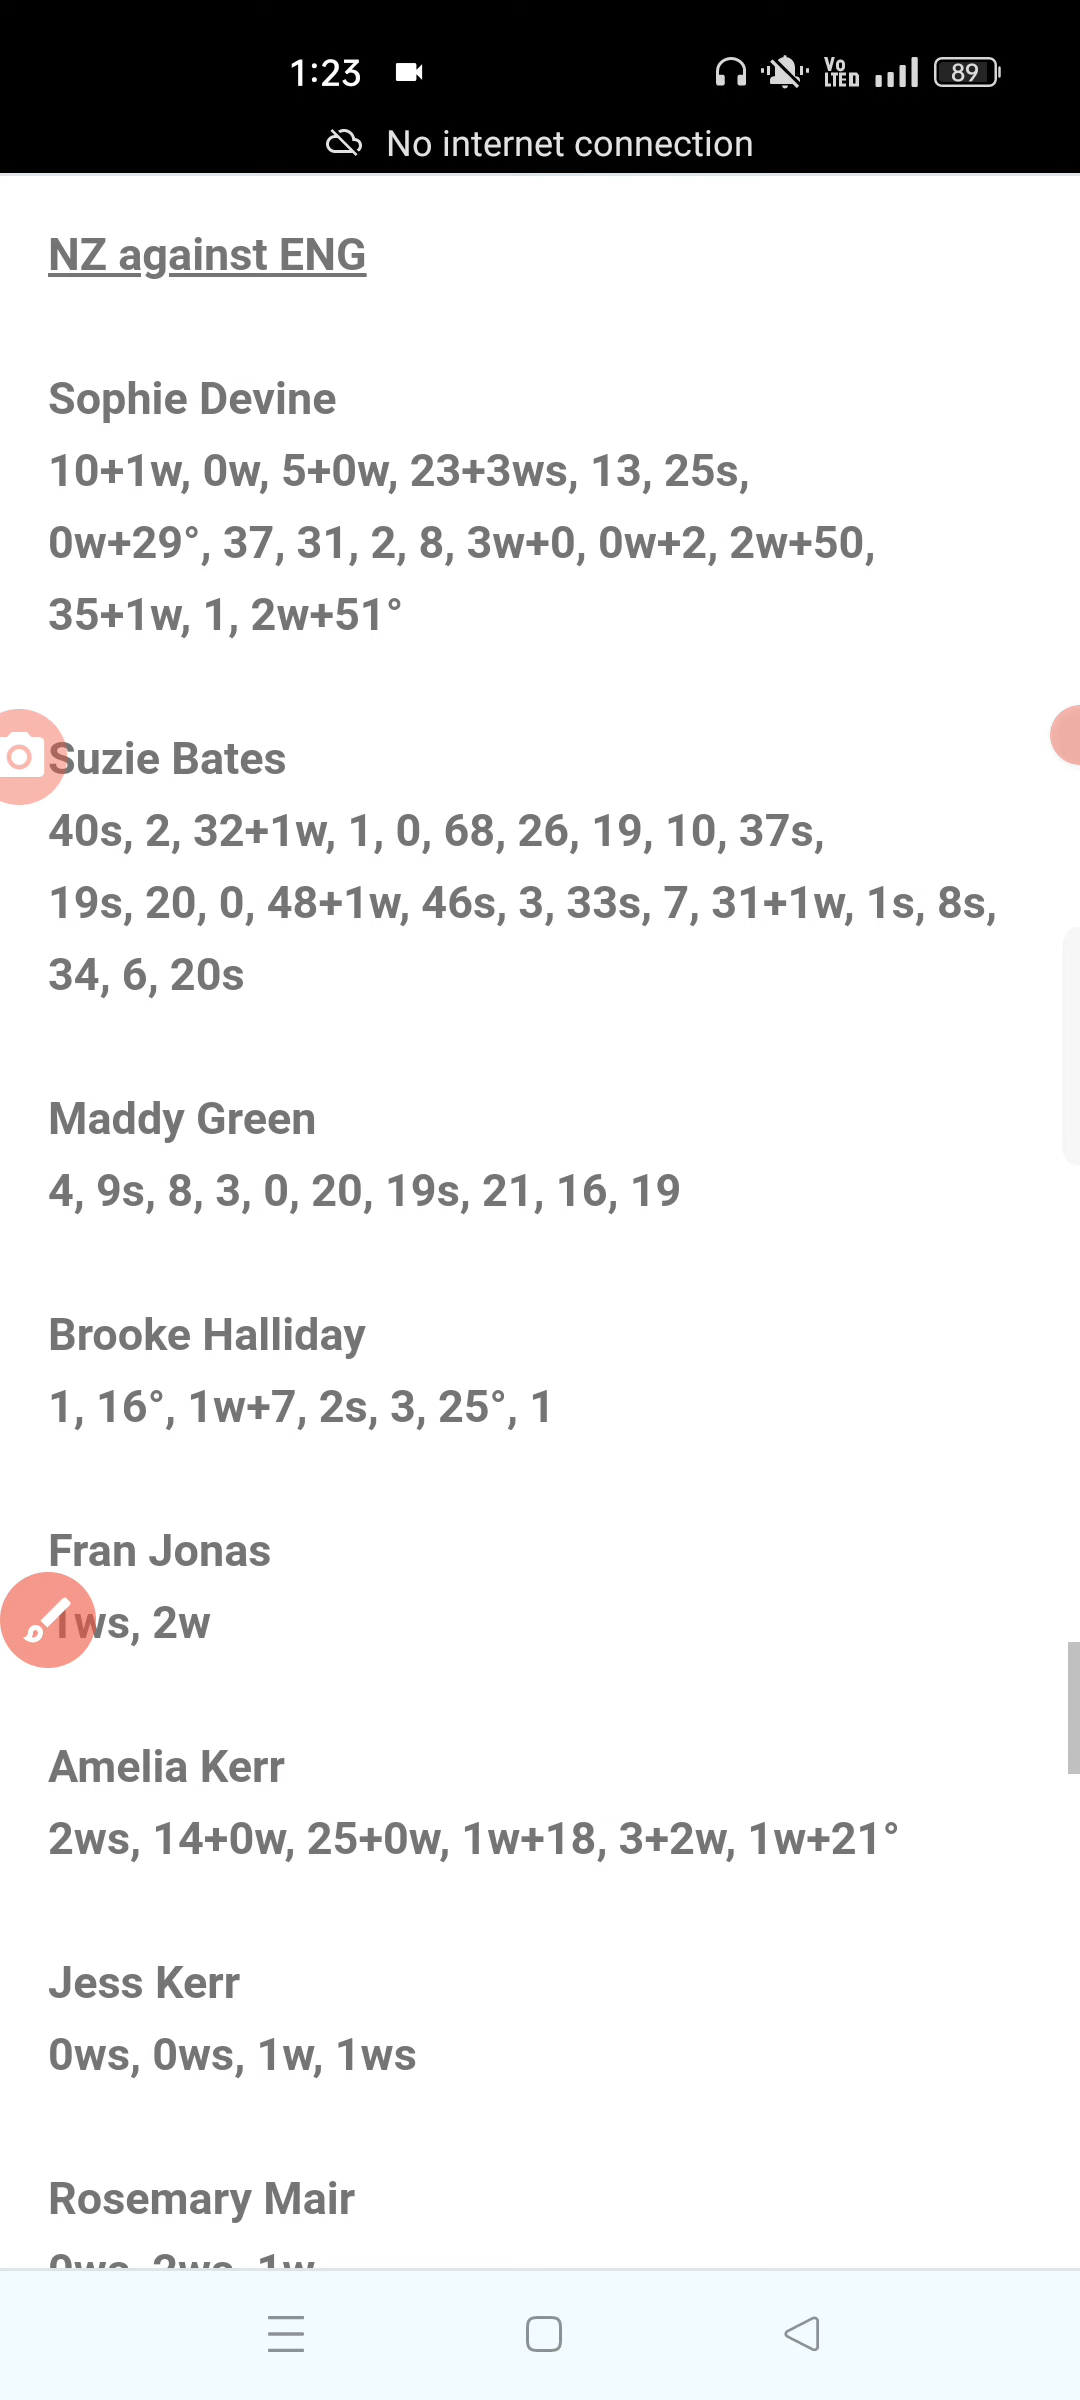 1:23
Vo
LTED
89
No internet connection
NZ against ENG
Sophie Devine
10+1w, 0w, 5+0w, 23+3ws, 13, 25s,
0w+29°, 37, 31, 2, 8, 3w+0, 0w+2, 2w+50,
35+1w, 1, 2w+51°
Suzie Bates
40s, 2, 32+1w, 1, 0, 68, 26, 19, 10, 37s,
19s, 20, 0, 48+1w, 46s, 3, 33s, 7, 31+1w, 1s, 8s,
34, 6, 20s
Maddy Green
4, 9s, 8, 3, 0, 20, 19s, 21, 16, 19
Brooke Halliday
1, 16°, 1w+7, 2s, 3, 25°, 1
Fran Jonas
1ws, 2w
Amelia Kerr
2ws, 14+0w, 25+0w, 1w+18, 3+2w, 1w+21°
Jess Kerr
0ws, 0ws, 1w, 1ws
Rosemary Mair